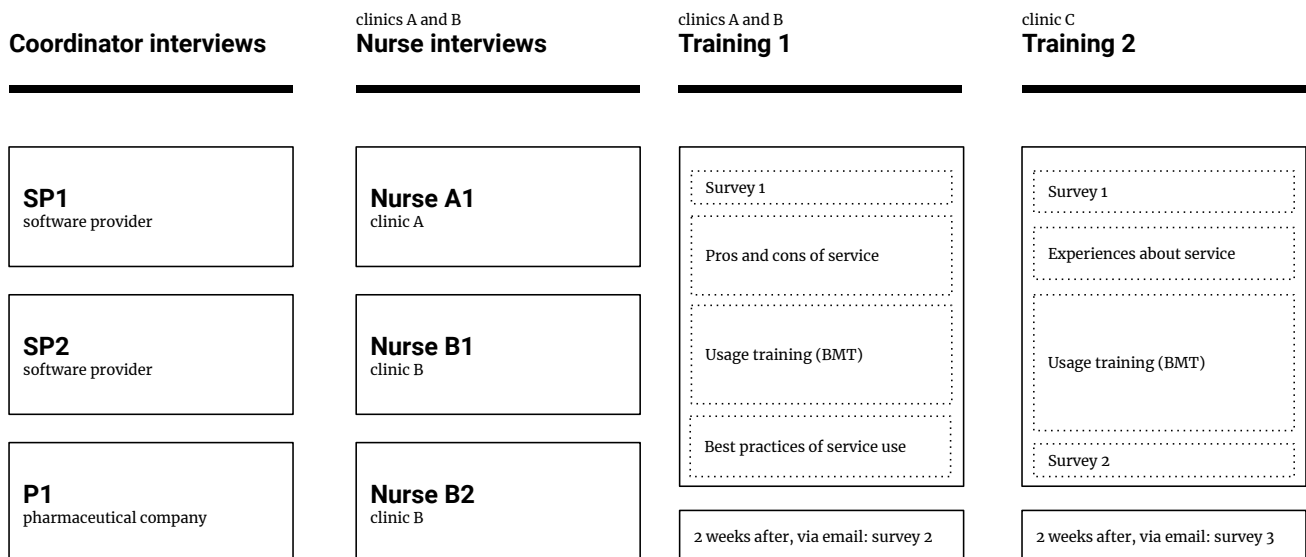 Coordinator interviews
SP1
software provider
SP2
software provider
P1
pharmaceutical company
clinics A and B
Nurse interviews
Nurse A1
clinic A
Nurse B1
clinic B
Nurse B2
clinic B
clinics A and B
Training 1
Survey 1
Pros and cons of service
Usage training (BMT)
Best practices of service use
2 weeks after, via email: survey 2
clinic C
Training 2
Survey 1
Experiences about service
Usage training (BMT)
Survey 2
2 weeks after, via email: survey 3